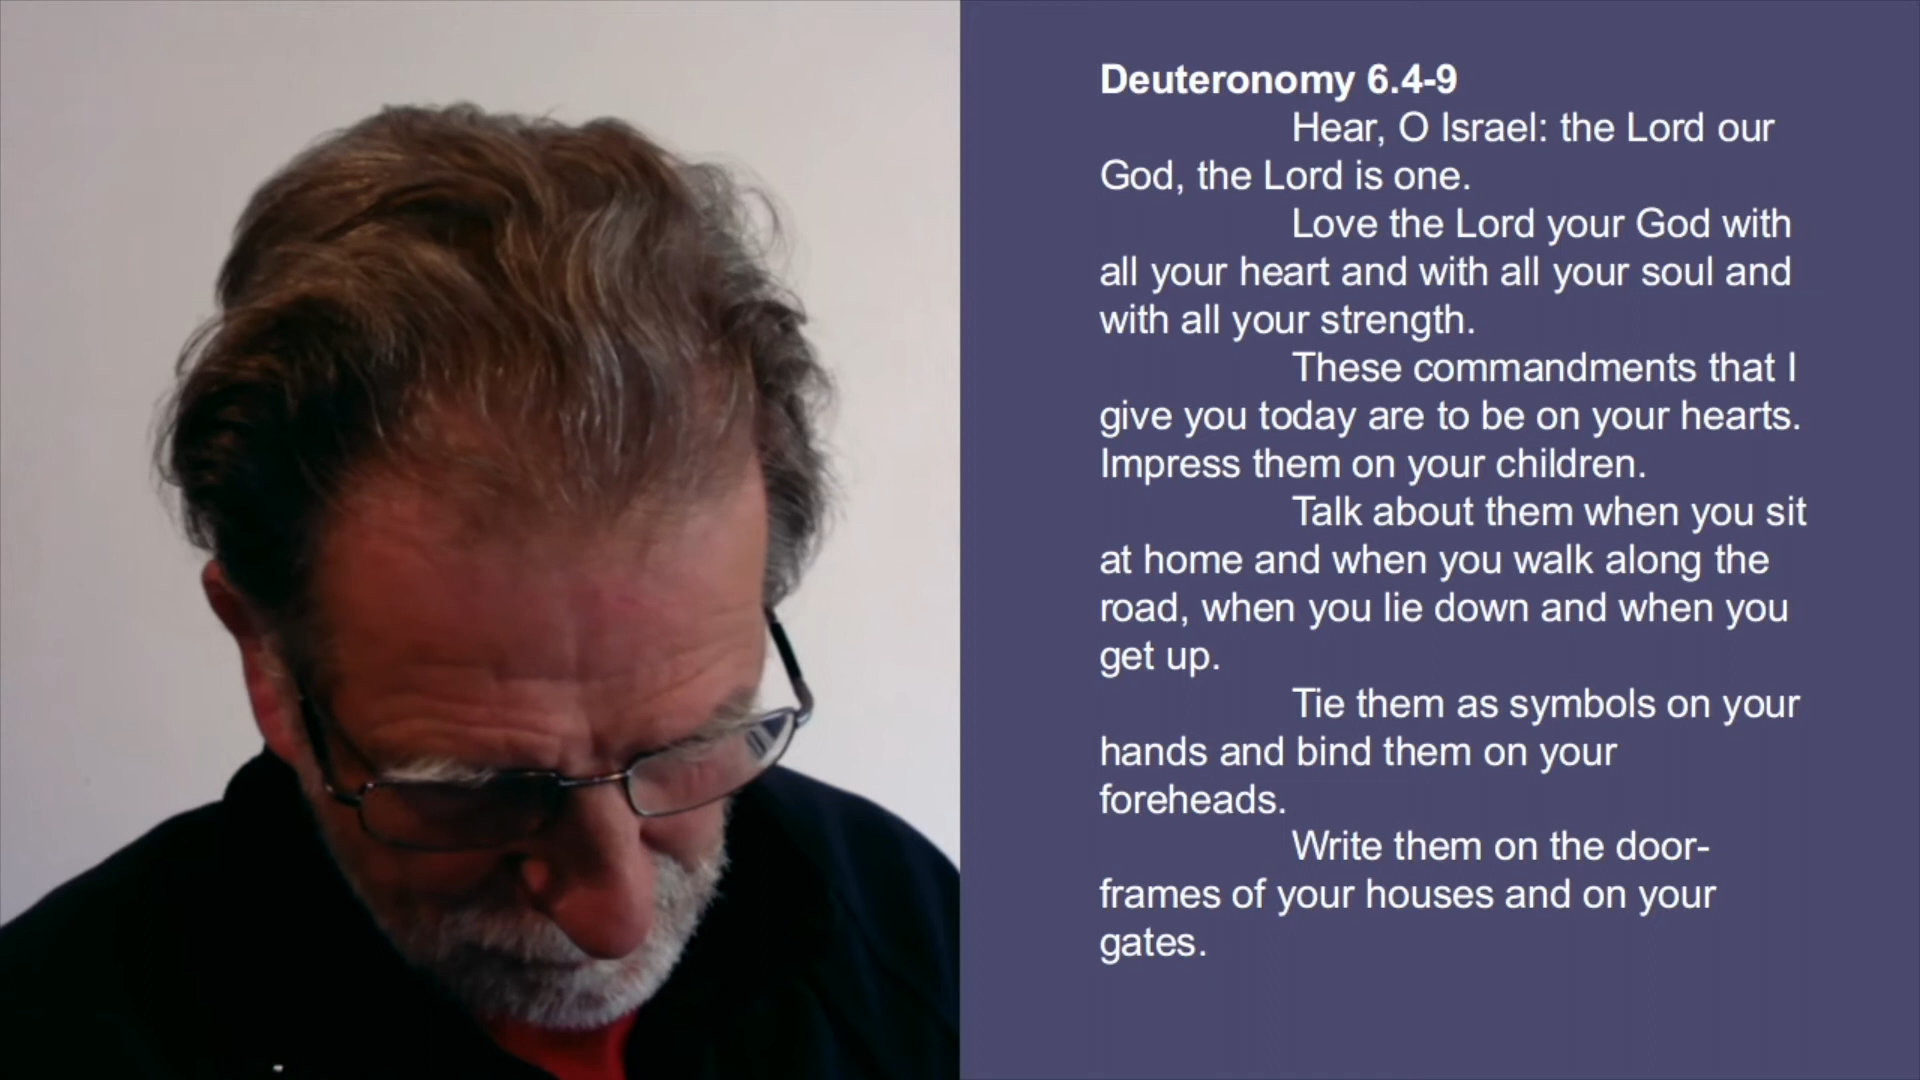 Deuteronomy 6.4-9
Hear, O Israel: the Lord our
God, the Lord is one.
Love the Lord your God with
all your heart and with all your soul and
with all your strength.
These commandments that I
give you today are to be on your hearts.
Impress them on your children.
Talk about them when you sit
at home and when you walk along the
road, when you lie down and when you
get up.
Tie them as symbols on your
hands and bind them on your
foreheads.
Write them on the door-
frames of your houses and on your
gates.